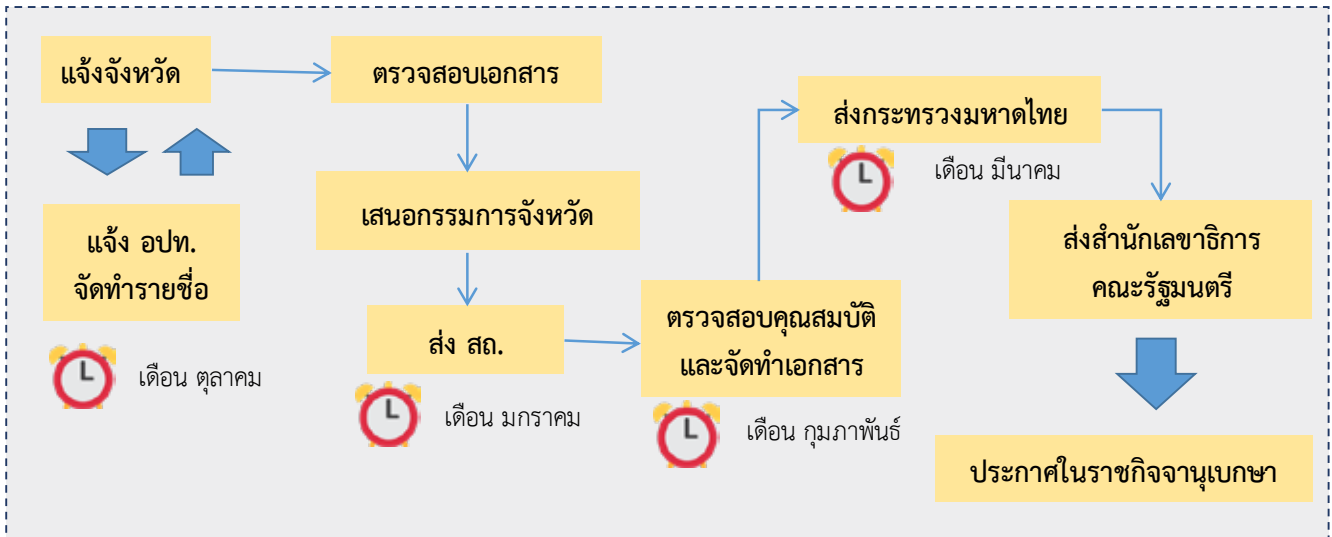 แจ้งจังหวัด
ตรวจสอบเอกสาร
ส่งกระทรวงมหาดไทย
เดือน มีนาคม
แจ้ง อปท.
จัดทำรายชื่อ
เดือน ตุลาคม
เสนอกรรมการจังหวัด
ส่ง สถ.
เดือน มกราคม
ตรวจสอบคุณสมบัติ
และจัดทำเอกสาร
เดือน กุมภาพันธ์
ส่งสำนักเลขาธิการ
คณะรัฐมนตรี
ประกาศในราชกิจจานุเบกษา